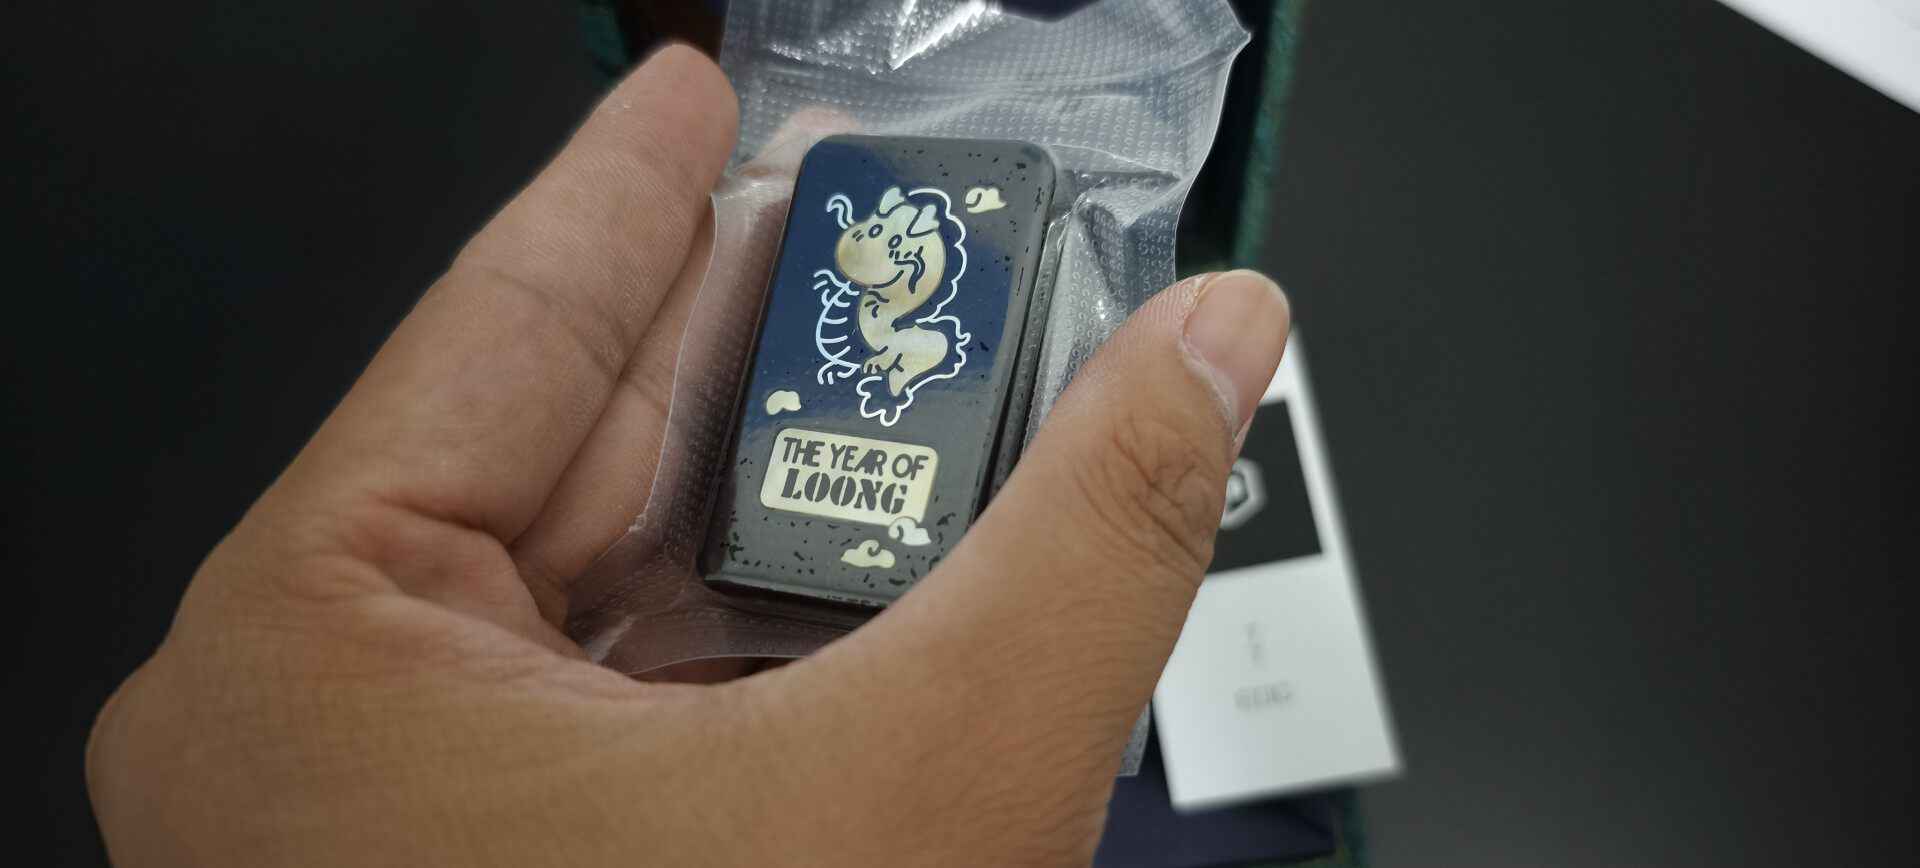 THE YEAR OF
LOONG